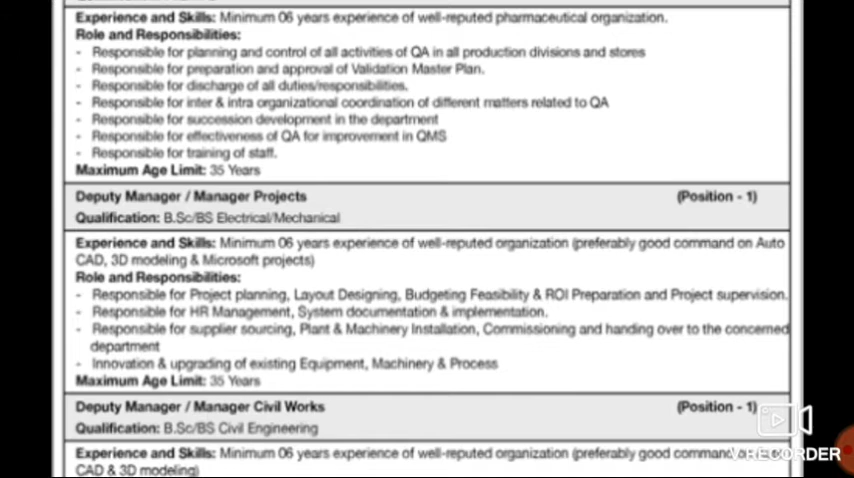 Experience and Skills: Minimum 06 years experience of well-reputed pharmaceutical organization.
Role and Responsibilities:
- Responsible for planning and control of all activities of QA in all production divisions and stores
- Responsible for preparation and approval of Validation Master Plan.
- Responsible for discharge of all duties/responsibilities.
- Responsible for inter & intra organizational coordination of different matters related to QA
- Responsible for succession development in the department
- Responsible for effectiveness of QA for improvement in QMS
- Responsible for training of staff.
Maximum Age Limit: 35 Years
Deputy Manager / Manager Projects (Position - 1)
Qualification: B.Sc/BS Electrical/Mechanical
Experience and Skills: Minimum 06 years experience of well-reputed organization (preferably good command on Auto
CAD, 3D modeling & Microsoft projects)
Role and Responsibilities:
- Responsible for Project planning, Layout Designing, Budgeting Feasibility & ROI Preparation and Project supervision.
- Responsible for HR Management, System documentation & implementation.
- Responsible for supplier sourcing, Plant & Machinery Installation, Commissioning and handing over to the concerned
department
- Innovation & upgrading of existing Equipment, Machinery & Process
Maximum Age Limit: 35 Years
Deputy Manager / Manager Civil Works (Position - 1)
Qualification: B.Sc/BS Civil Engineering
Experience and Skills: Minimum 06 years experience of well-reputed organization (preferably good
CAD & 3D modeling)
V RECORDER